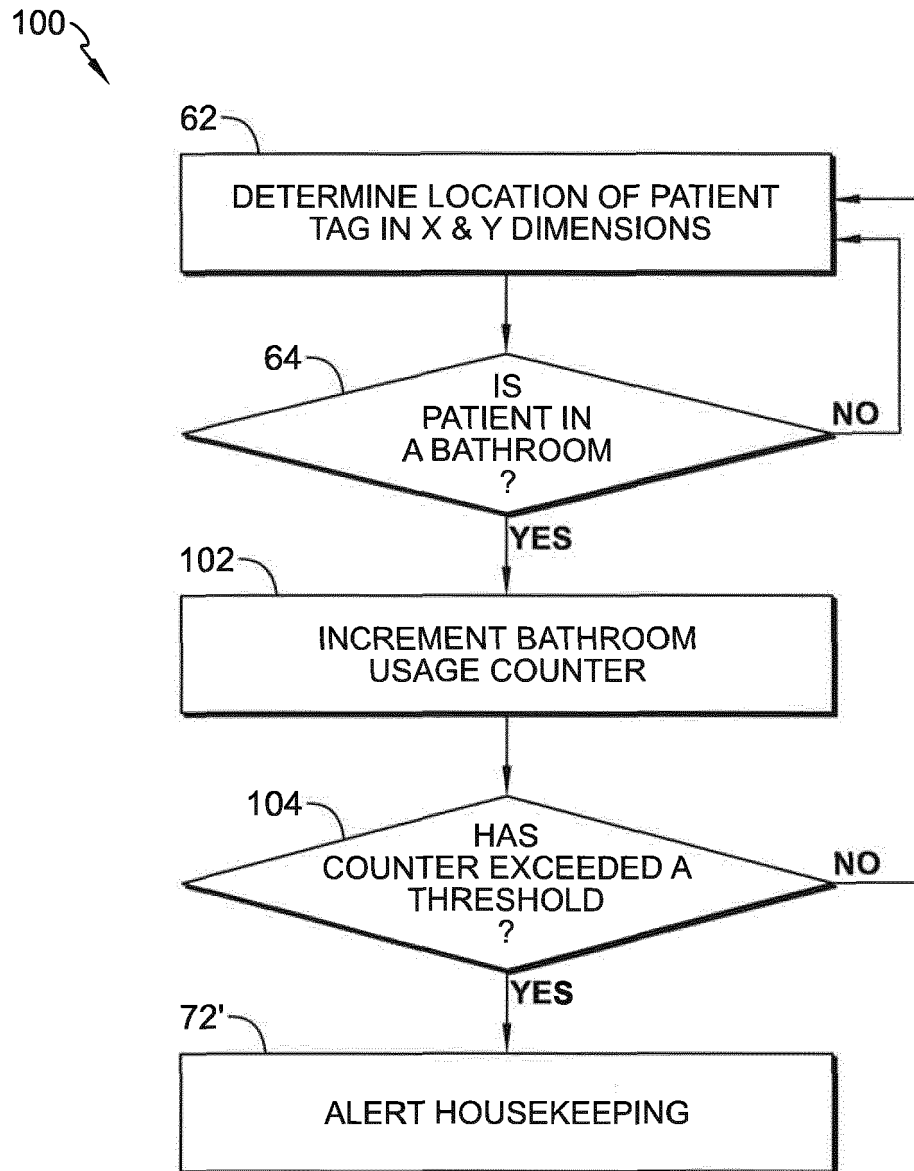 100
62
DETERMINE LOCATION OF PATIENT
TAG IN X & Y DIMENSIONS
64
IS
PATIENT IN
A BATHROOM
?
NO
YES
102
INCREMENT BATHROOM
USAGE COUNTER
104
HAS
COUNTER EXCEEDED A
THRESHOLD
?
NO
YES
72'
ALERT HOUSEKEEPING